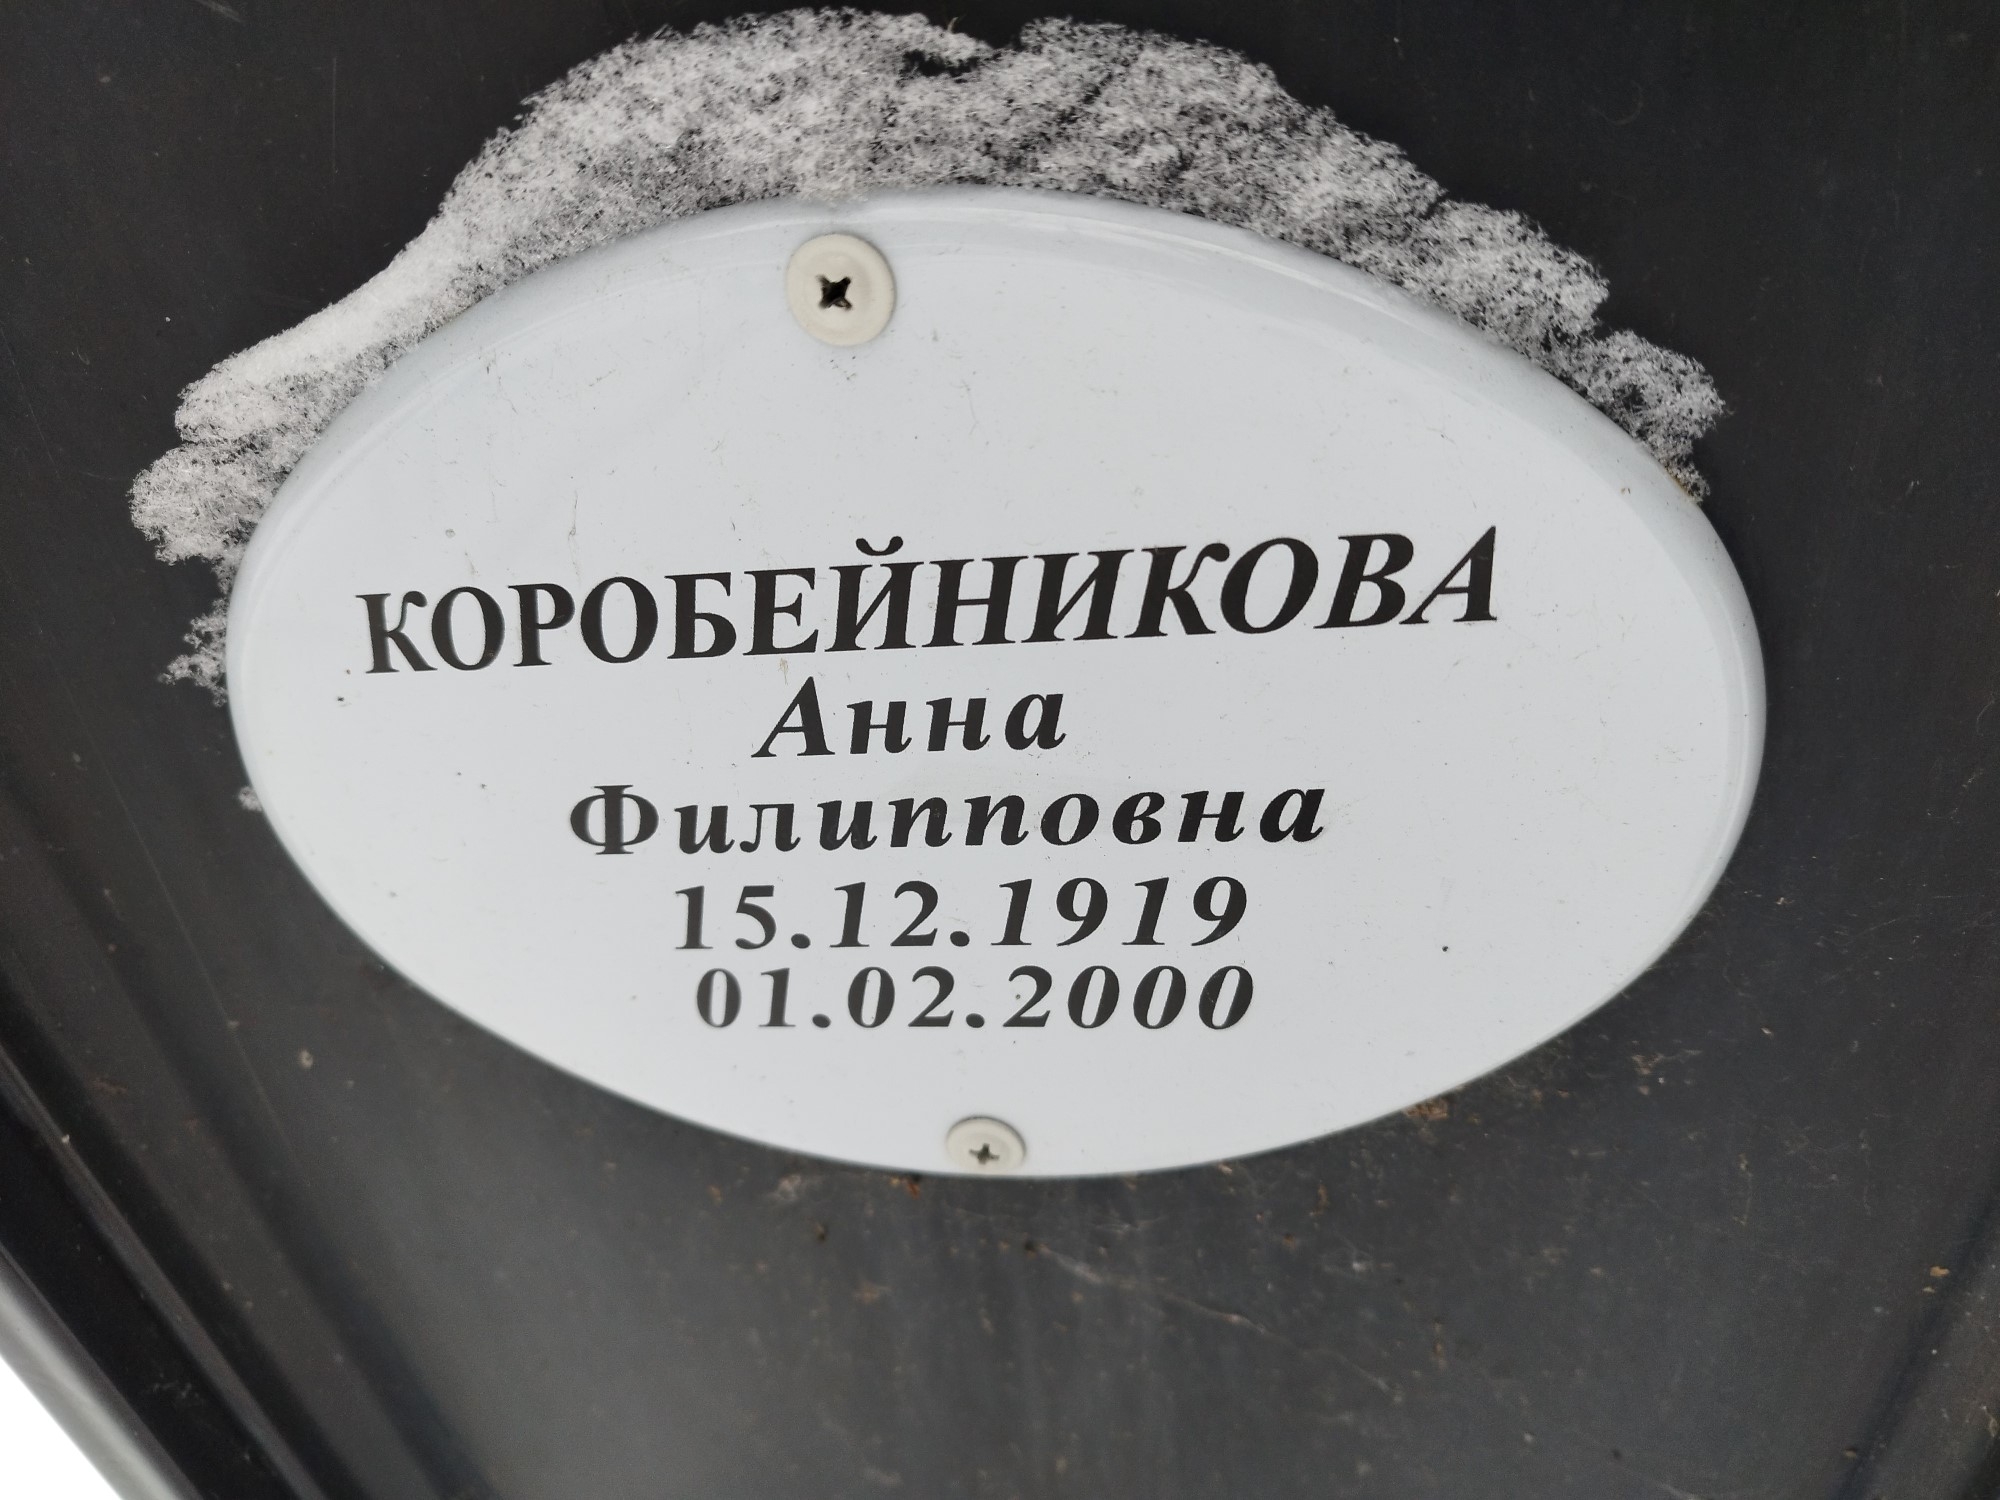 КОРОБЕЙНИКОВА
Анна
Филипповна
15.12.1919
01.02.2000